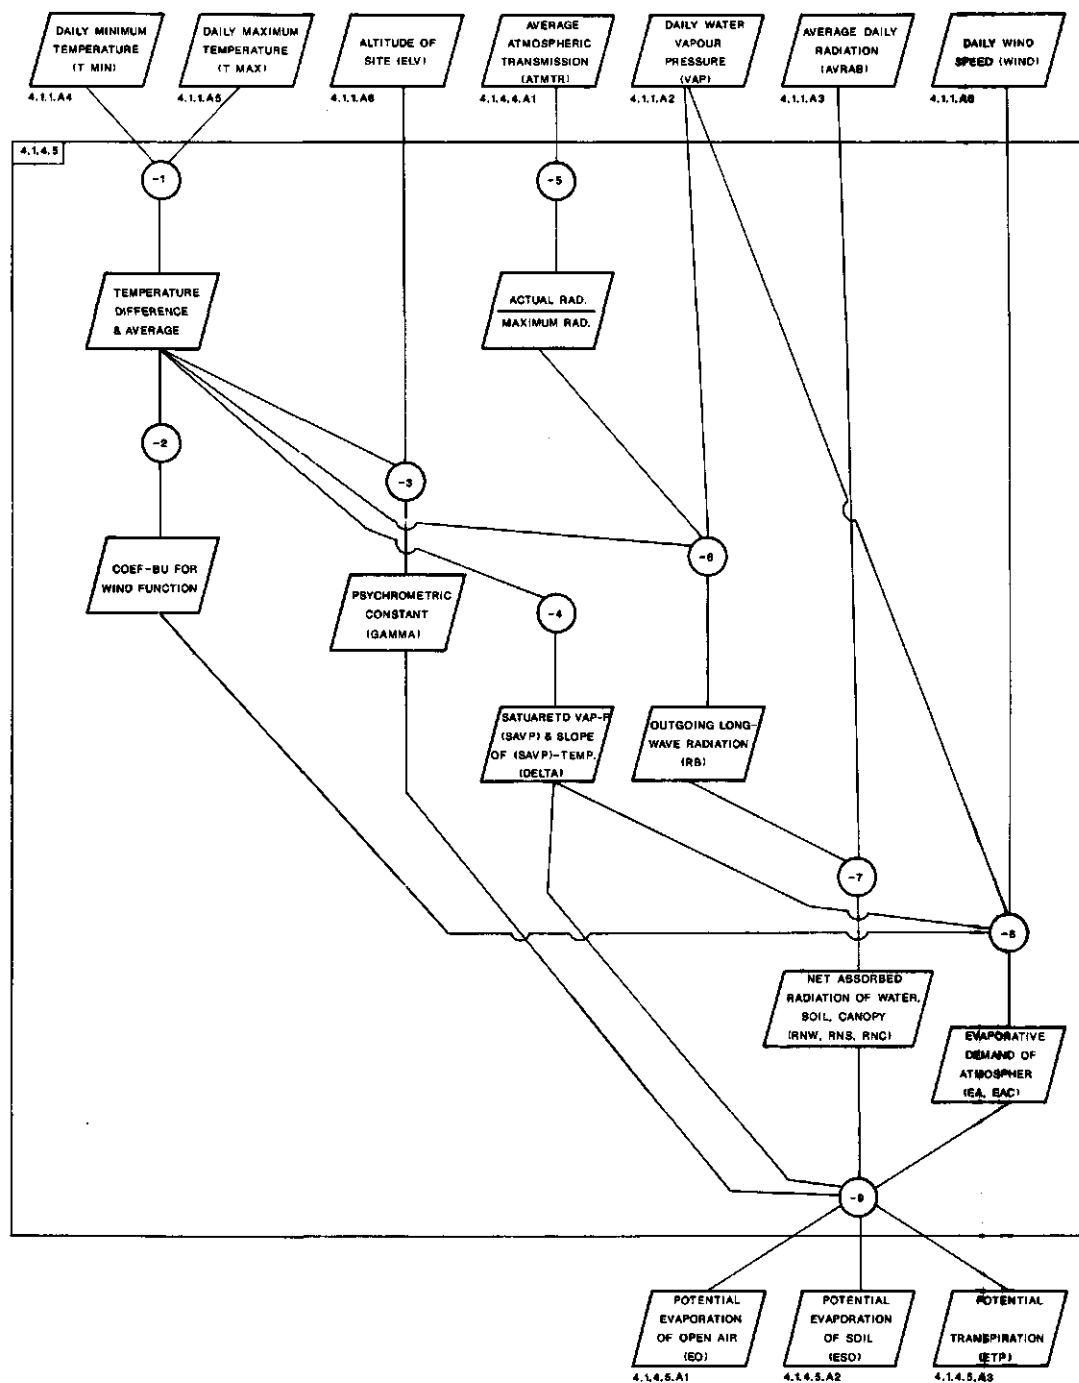 DAILY MINIMUM
TEMPERATURE
(T MIN)
4.1.1.A4
DAILY MAXIMUM
TEMPERATURE
(T MAX)
4.1.1.A5
ALTITUDE OF
SITE (ELV)
4.1.1.A6
AVERAGE
ATMOSPHERIC
TRANSMISSION
(ATMTR)
4.1.4.4.A1
DAILY WATER
VAPOUR
PRESSURE
(VAP)
4.1.1.A2
AVERAGE DAILY
RADIATION
(AVRAB)
4.1.1.A3
DAILY WIND
SPEED (WIND)
4.1.1.A8
4.1.4.5
-1
-5
TEMPERATURE
DIFFERENCE
& AVERAGE
ACTUAL RAD.
MAXIMUM RAD.
-2
-3
-6
COEF-BU FOR
WIND FUNCTION
PSYCHROMETRIC
CONSTANT
(GAMMA)
-4
SATUARETD VAP-P
(SAVP) & SLOPE
OF (SAVP)-TEMP.
(DELTA)
OUTGOING LONG-
WAVE RADIATION
(RB)
-7
-8
NET ABSORBED
RADIATION OF WATER,
SOIL, CANOPY
(RNW, RNS, RNC)
EVAPORATIVE
DEMAND OF
ATMOSPHER
(EA, EAC)
-9
POTENTIAL
EVAPORATION
OF OPEN AIR
(EO)
4.1.4.5.A1
POTENTIAL
EVAPORATION
OF SOIL
(ESO)
4.1.4.5.A2
POTENTIAL
TRANSPIRATION
(ETP)
4.1.4.5.A3